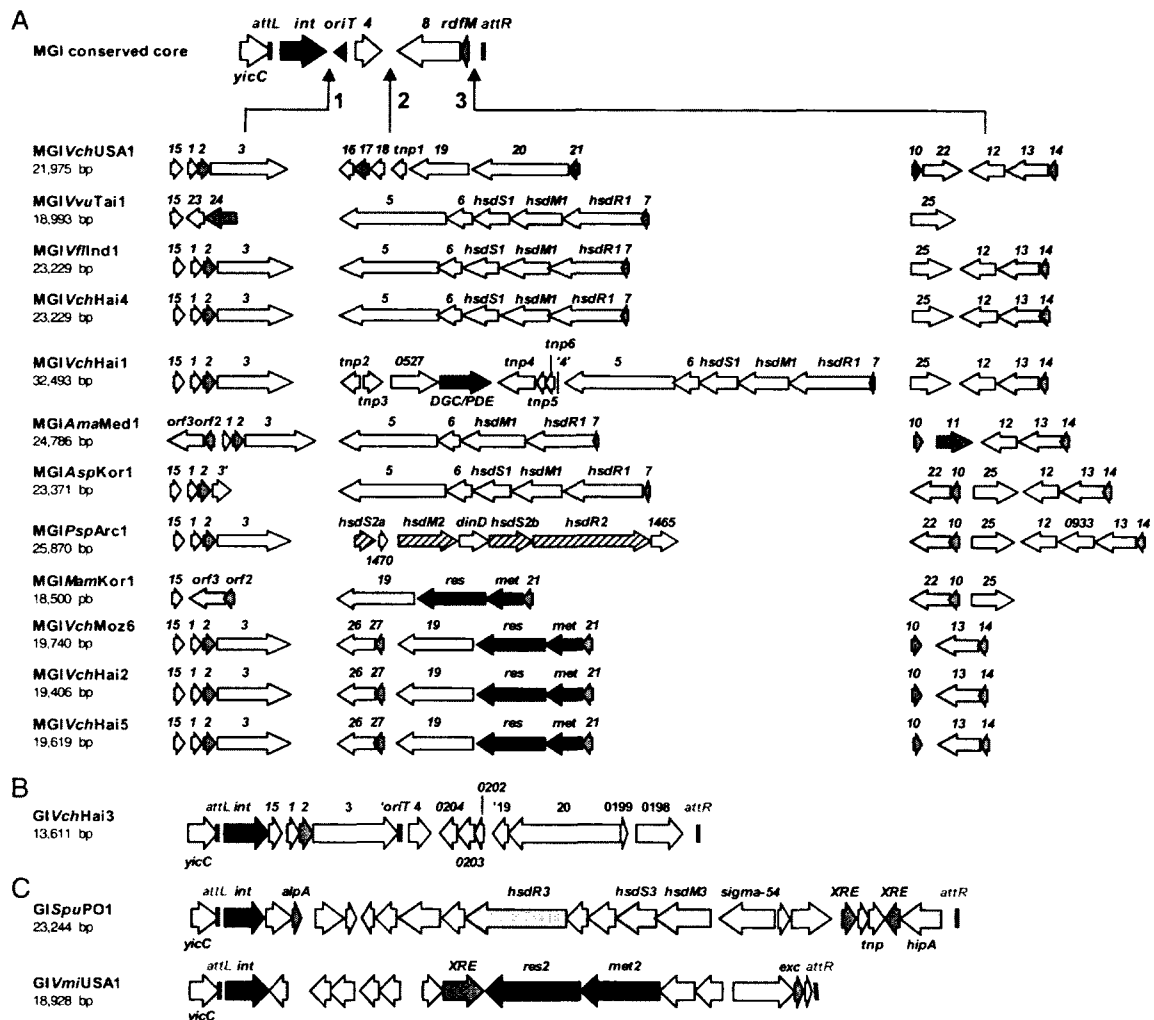 A
attL int oriT 4 8 rdfM attR
MGI conserved core
yicC
1 2 3
MGIVchUSA1
21,975 bp
15 1 2 3 16 17 18 tnp1 19 20 21 10 22 12 13 14
MGIVvuTai1
18,993 bp
15 23 24 5 6 hsdS1 hsdM1 hsdR1 7 25
MGIVflInd1
23,229 bp
15 1 2 3 5 6 hsdS1 hsdM1 hsdR1 7 25 12 13 14
MGIVchHai4
23,229 bp
15 1 2 3 5 6 hsdS1 hsdM1 hsdR1 7 25 12 13 14
tnp6
MGIVchHai1
32,493 bp
15 1 2 3 tnp2 0527 tnp4 '4' 5 6 hsdS1 hsdM1 hsdR1 7 25 12 13 14
tnp3 DGC/PDE tnp5
MGIAmaMed1
24,786 bp
orf3 orf2 1 2 3 5 6 hsdM1 hsdR1 7 10 11 12 13 14
MGIAspKor1
23,371 bp
15 1 2 3' 5 6 hsdS1 hsdM1 hsdR1 7 22 10 25 12 13 14
MGIPspArc1
25,870 bp
15 1 2 3 hsdS2a hsdM2 dinD hsdS2b hsdR2 1465 22 10 25 12 0933 13 14
1470
MGIMamKor1
18,500 pb
15 orf3 orf2 19 res met 21 22 10 25
MGIVchMoz6
19,740 bp
15 1 2 3 26 27 19 res met 21 10 13 14
MGIVchHai2
19,406 bp
15 1 2 3 26 27 19 res met 21 10 13 14
MGIVchHai5
19,619 bp
15 1 2 3 26 27 19 res met 21 10 13 14
B
0202
GIVchHai3
13,611 bp
attL int 15 1 2 3 'oriT 4 0204 '19 20 0199 0198 attR
yicC 0203
C
attL int alpA hsdR3 hsdS3 hsdM3 sigma-54 XRE XRE attR
GISpuPO1
23,244 bp
yicC tnp hipA
attL int XRE res2 met2 exc attR
GIVmiUSA1
18,928 bp
yicC